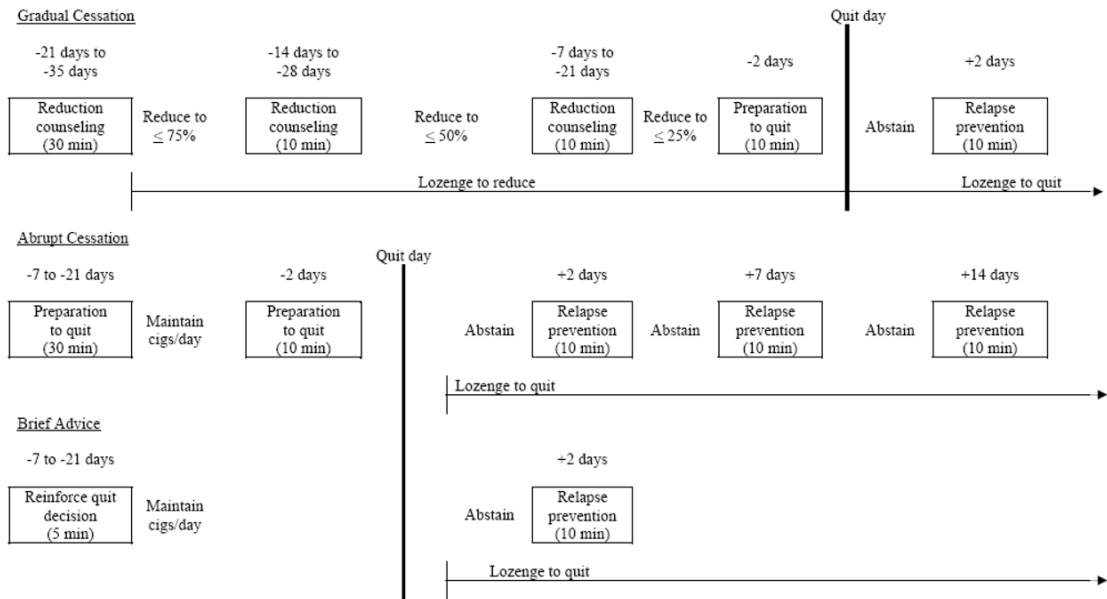 Gradual Cessation
Quit day
-21 days to
-35 days
-14 days to
-28 days
-7 days to
-21 days
-2 days
+2 days
Reduction
counseling
(30 min)
Reduce to
≤ 75%
Reduction
counseling
(10 min)
Reduce to
≤ 50%
Reduction
counseling
(10 min)
Reduce to
≤ 25%
Preparation
to quit
(10 min)
Abstain
Relapse
prevention
(10 min)
Lozenge to reduce
Lozenge to quit
Abrupt Cessation
Quit day
-7 to -21 days
-2 days
+2 days
+7 days
+14 days
Preparation
to quit
(30 min)
Maintain
cigs/day
Preparation
to quit
(10 min)
Abstain
Relapse
prevention
(10 min)
Abstain
Relapse
prevention
(10 min)
Abstain
Relapse
prevention
(10 min)
Lozenge to quit
Brief Advice
-7 to -21 days
+2 days
Reinforce quit
decision
(5 min)
Maintain
cigs/day
Abstain
Relapse
prevention
(10 min)
Lozenge to quit